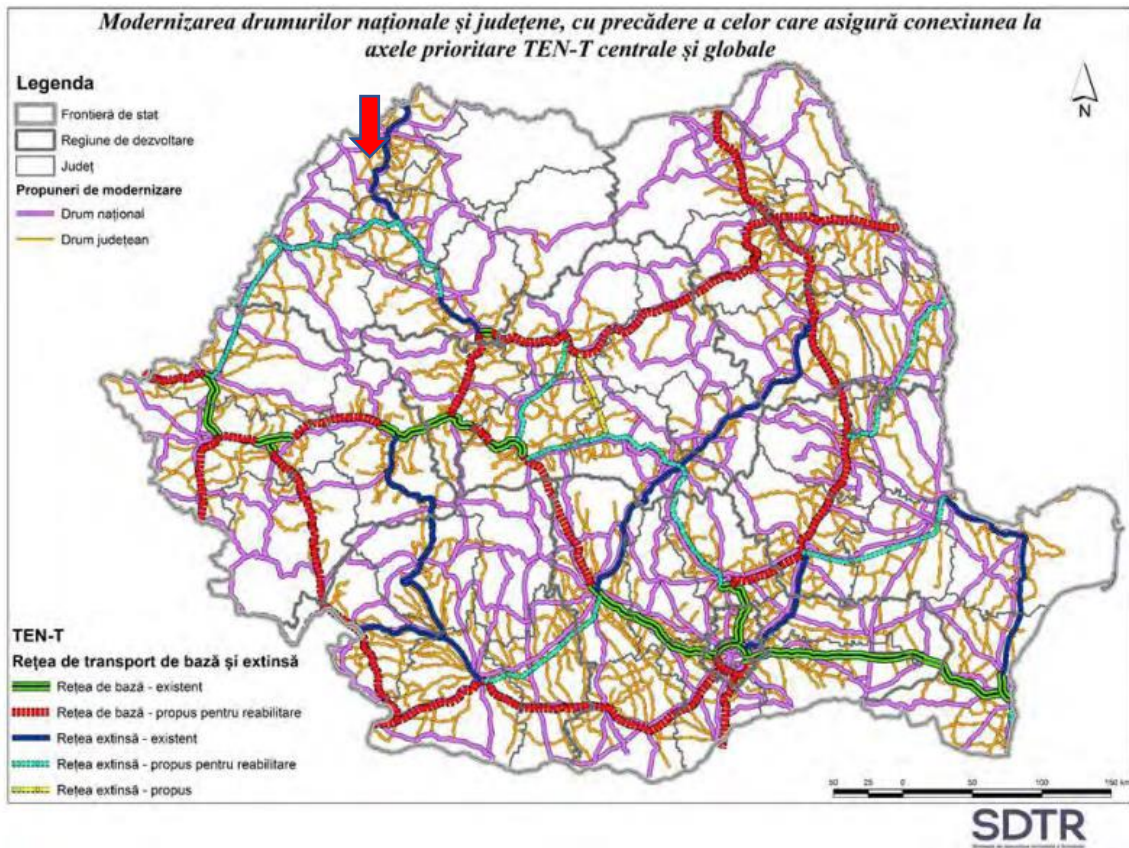 Modernizarea drumurilor naționale și județene, cu precădere a celor care asigură conexiunea la
axele prioritare TEN-T centrale și globale
Legenda
Frontieră de stat
Regiune de dezvoltare
Județ
Propuneri de modernizare
Drum național
Drum județean
N
TEN-T
Rețea de transport de bază și extinsă
Rețea de bază - existent
Rețea de bază - propus pentru reabilitare
Rețea extinsă - existent
Rețea extinsă - propus pentru reabilitare
Rețea extinsă - propus
50 25 0 50 100 150 km
SDTR